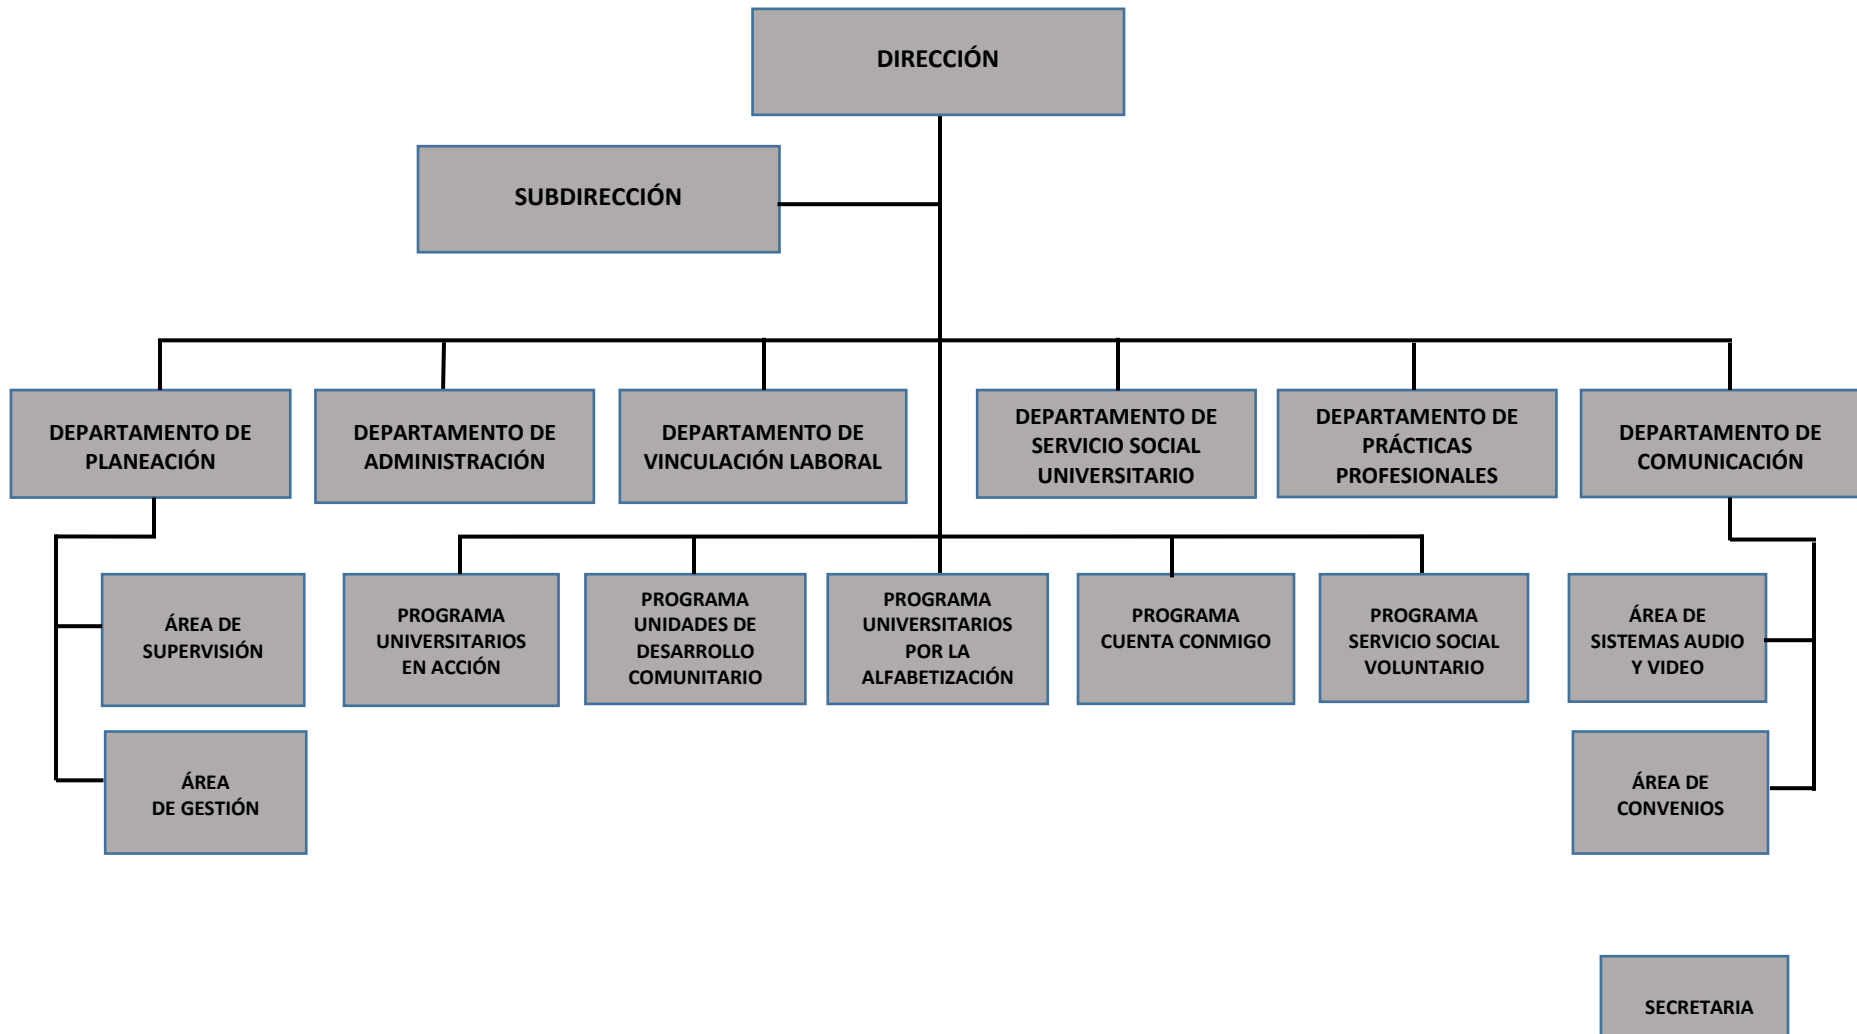 DIRECCIÓN
SUBDIRECCIÓN
DEPARTAMENTO DE
PLANEACIÓN
DEPARTAMENTO DE
ADMINISTRACIÓN
DEPARTAMENTO DE
VINCULACIÓN LABORAL
DEPARTAMENTO DE
SERVICIO SOCIAL
UNIVERSITARIO
DEPARTAMENTO DE
PRÁCTICAS
PROFESIONALES
DEPARTAMENTO DE
COMUNICACIÓN
ÁREA DE
SUPERVISIÓN
PROGRAMA
UNIVERSITARIOS
EN ACCIÓN
PROGRAMA
UNIDADES DE
DESARROLLO
COMUNITARIO
PROGRAMA
UNIVERSITARIOS
POR LA
ALFABETIZACIÓN
PROGRAMA
CUENTA CONMIGO
PROGRAMA
SERVICIO SOCIAL
VOLUNTARIO
ÁREA DE
SISTEMAS AUDIO
Y VIDEO
ÁREA
DE GESTIÓN
ÁREA DE
CONVENIOS
SECRETARIA